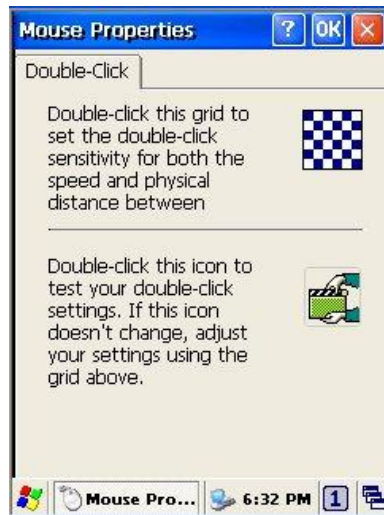 Mouse Properties ? OK ×
Double-Click
Double-click this grid to
set the double-click
sensitivity for both the
speed and physical
distance between
Double-click this icon to
test your double-click
settings. If this icon
doesn't change, adjust
your settings using the
grid above.
Mouse Pro... 6:32 PM 1